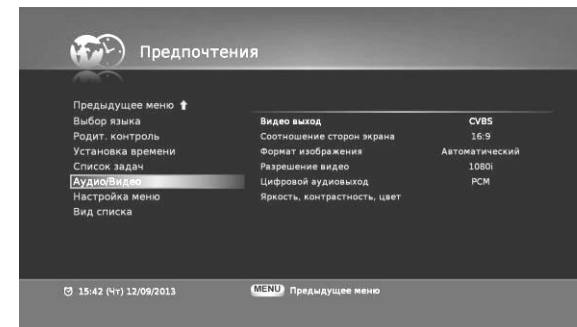 Предпочтения
Предыдущее меню ⬆
Выбор языка
Родит. контроль
Установка времени
Список задач
Аудио/Видео
Настройка меню
Вид списка
Видео выход CVBS
Соотношение сторон экрана 16:9
Формат изображения Автоматический
Разрешение видео 1080i
Цифровой аудиовыход PCM
Яркость, контрастность, цвет
15:42 (Чт) 12/09/2013
MENU Предыдущее меню